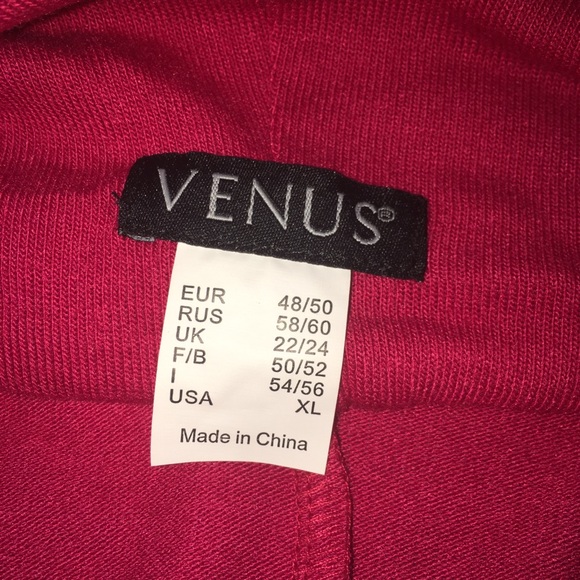 VENUS®
EUR 48/50
RUS 58/60
UK 22/24
F/B 50/52
I 54/56
USA XL
Made in China